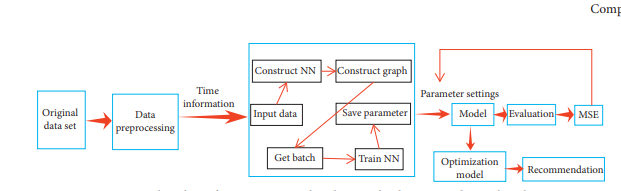 Comp
Original
data set
Data
preprocessing
Time
information
Construct NN
Construct graph
Input data
Save parameter
Get batch
Train NN
Parameter settings
Model
Evaluation
MSE
Optimization
model
Recommendation